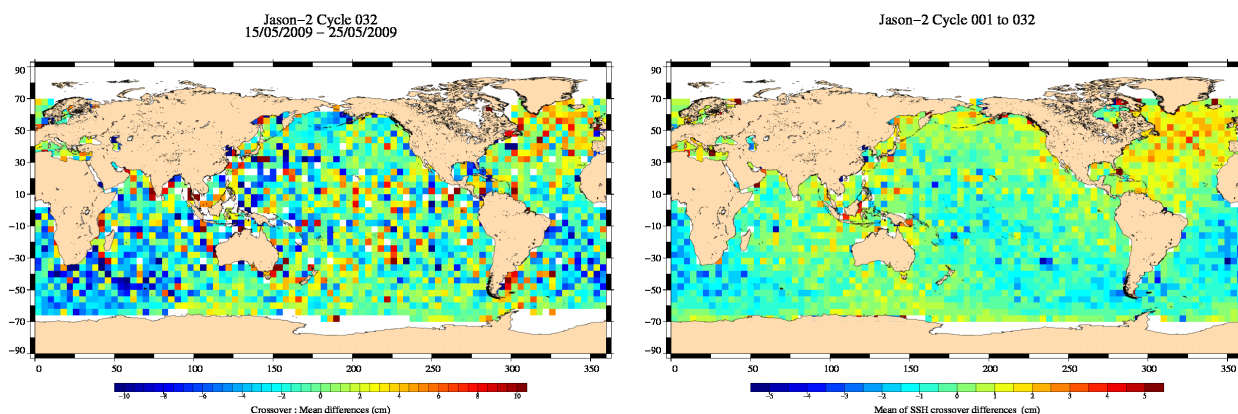 Jason-2 Cycle 032
15/05/2009 - 25/05/2009
90
70
50
30
10
-10
-30
-50
-70
-90
0 50 100 150 200 250 300 350
-10 -8 -6 -4 -2 0 2 4 6 8 10
Crossover : Mean differences (cm)
Jason-2 Cycle 001 to 032
90
70
50
30
10
-10
-30
-50
-70
-90
0 50 100 150 200 250 300 350
-5 -4 -3 -2 -1 0 1 2 3 4 5
Mean of SSH crossover differences (cm)